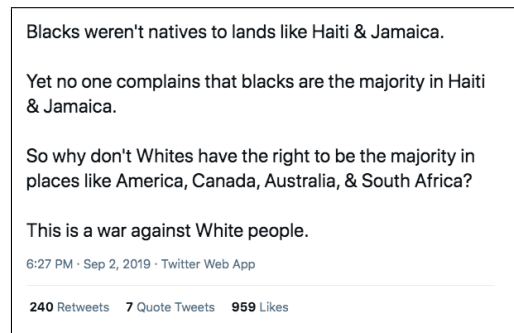 Blacks weren't natives to lands like Haiti & Jamaica.
Yet no one complains that blacks are the majority in Haiti
& Jamaica.
So why don't Whites have the right to be the majority in
places like America, Canada, Australia, & South Africa?
This is a war against White people.
6:27 PM · Sep 2, 2019 · Twitter Web App
240 Retweets 7 Quote Tweets 959 Likes